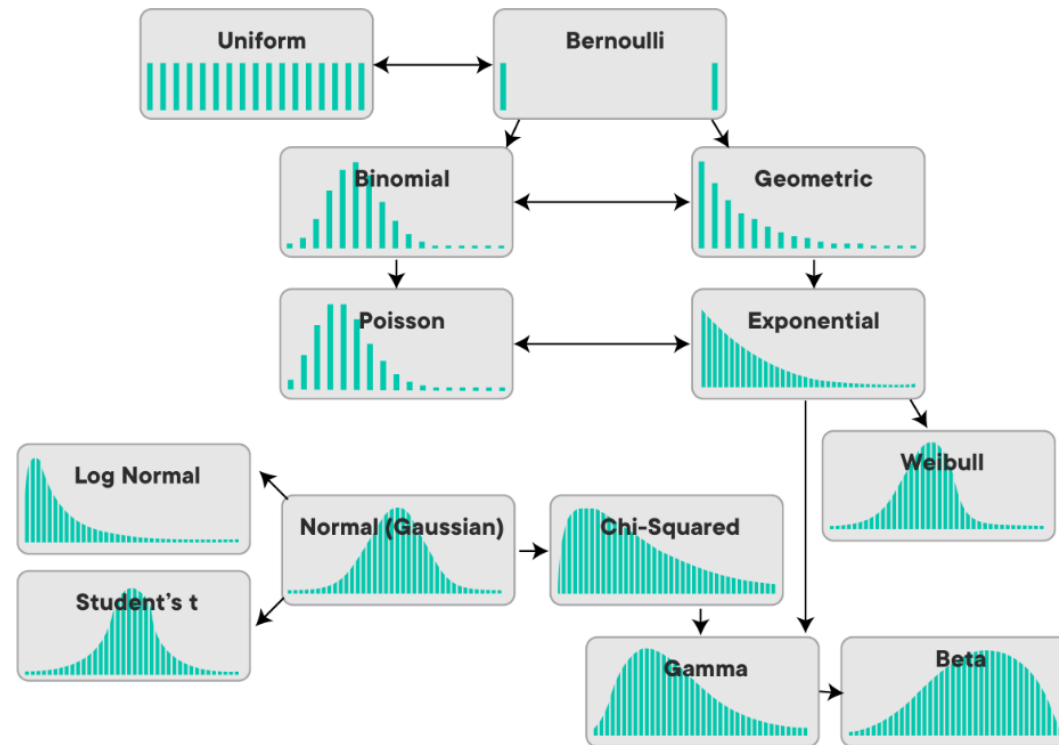 Uniform
Bernoulli
Binomial
Geometric
Poisson
Exponential
Log Normal
Weibull
Normal (Gaussian)
Chi-Squared
Student's t
Gamma
Beta